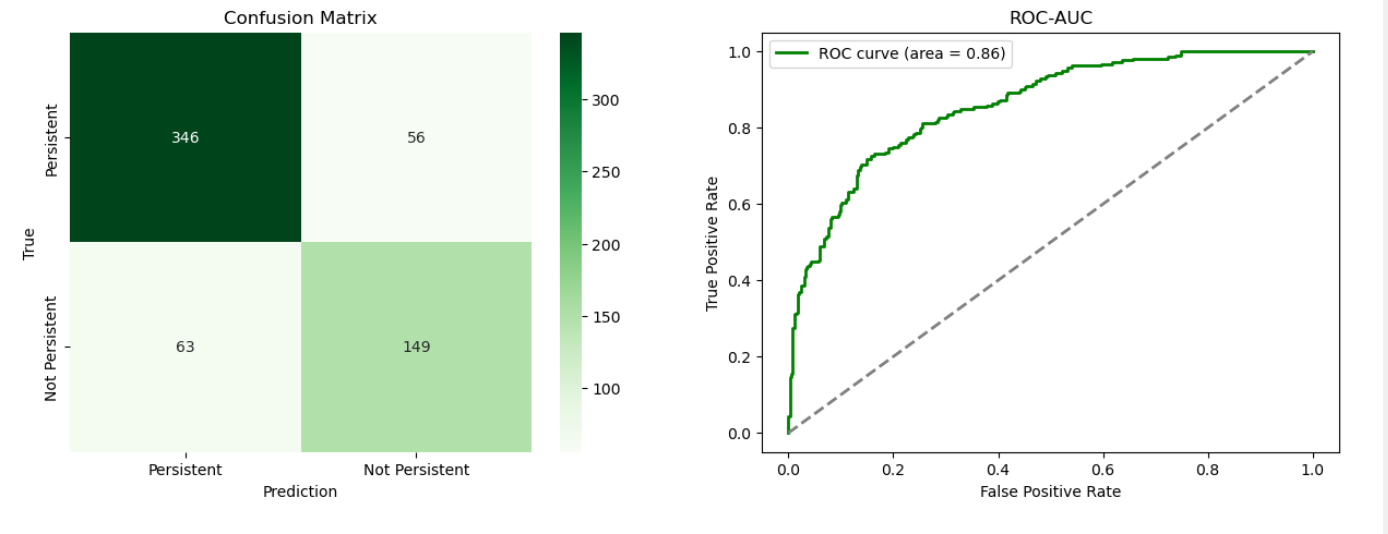 Confusion Matrix
True
Persistent
Not Persistent
346
56
63
149
Persistent
Not Persistent
Prediction
300
250
200
150
100
ROC-AUC
ROC curve (area = 0.86)
True Positive Rate
1.0
0.8
0.6
0.4
0.2
0.0
0.0
0.2
0.4
0.6
0.8
1.0
False Positive Rate